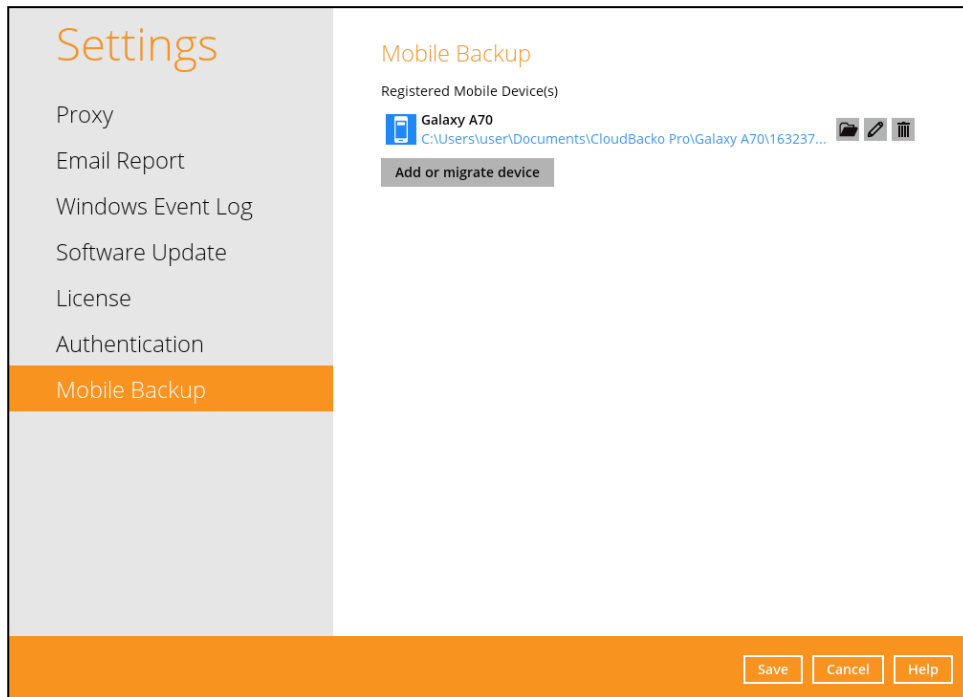 Settings
Proxy
Email Report
Windows Event Log
Software Update
License
Authentication
Mobile Backup
Mobile Backup
Registered Mobile Device(s)
Galaxy A70
C:\Users\user\Documents\CloudBacko Pro\Galaxy A70\163237...
Add or migrate device
Save Cancel Help